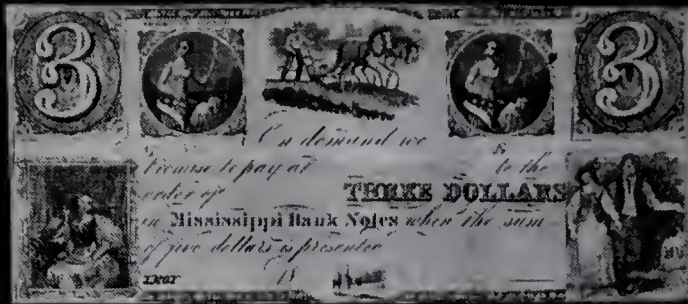 3 3
On demand we
promise to pay at to the
order of THREE DOLLARS
in Mississippi Bank Notes when the sum
of five dollars is presented
18